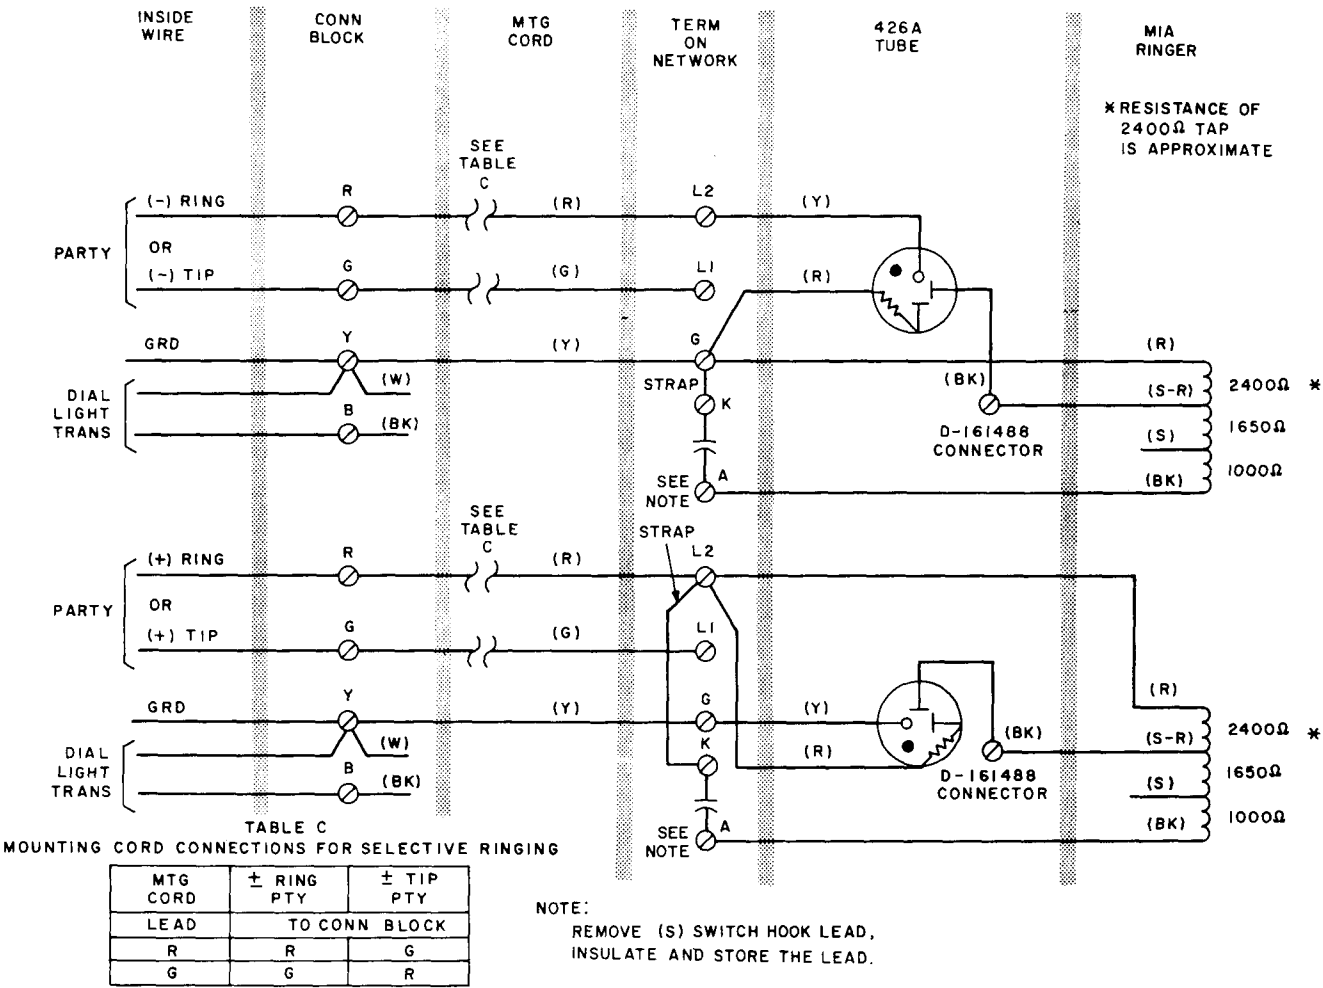 INSIDE
WIRE
CONN
BLOCK
MTG
CORD
TERM
ON
NETWORK
426A
TUBE
MIA
RINGER
*RESISTANCE OF
2400Ω TAP
IS APPROXIMATE
SEE
TABLE
C
PARTY
(-) RING
OR
(-) TIP
R
(R)
L2
(Y)
G
(G)
L1
(R)
GRD
Y
(Y)
G
(R)
DIAL
LIGHT
TRANS
(W)
B
(BK)
STRAP
K
(BK)
D-161488
CONNECTOR
(S-R)
2400Ω *
(S)
1650Ω
(BK)
1000Ω
SEE
NOTE
A
SEE
TABLE
C
STRAP
PARTY
(+) RING
OR
(+) TIP
R
(R)
L2
G
(G)
L1
GRD
Y
(Y)
G
(Y)
(R)
(R)
DIAL
LIGHT
TRANS
(W)
B
(BK)
K
(BK)
D-161488
CONNECTOR
(S-R)
2400Ω *
(S)
1650Ω
(BK)
1000Ω
SEE
NOTE
A
TABLE C
MOUNTING CORD CONNECTIONS FOR SELECTIVE RINGING
MTG CORD ± RING PTY ± TIP PTY
LEAD TO CONN BLOCK
R R G
G G R
NOTE:
REMOVE (S) SWITCH HOOK LEAD,
INSULATE AND STORE THE LEAD.